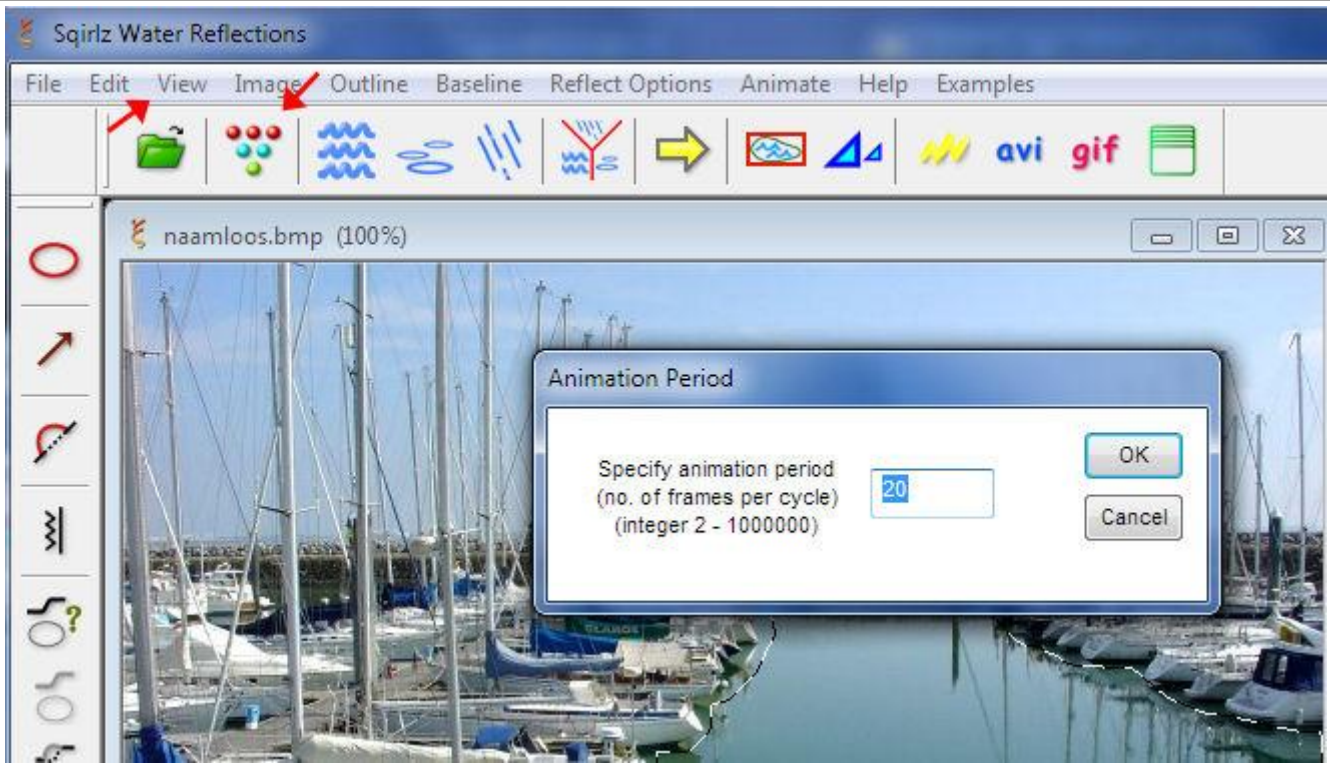 Sqirlz Water Reflections
File Edit View Image Outline Baseline Reflect Options Animate Help Examples
avi gif
naamloos.bmp (100%)
Animation Period
Specify animation period
(no. of frames per cycle)
(integer 2 - 1000000)
20
OK
Cancel
?